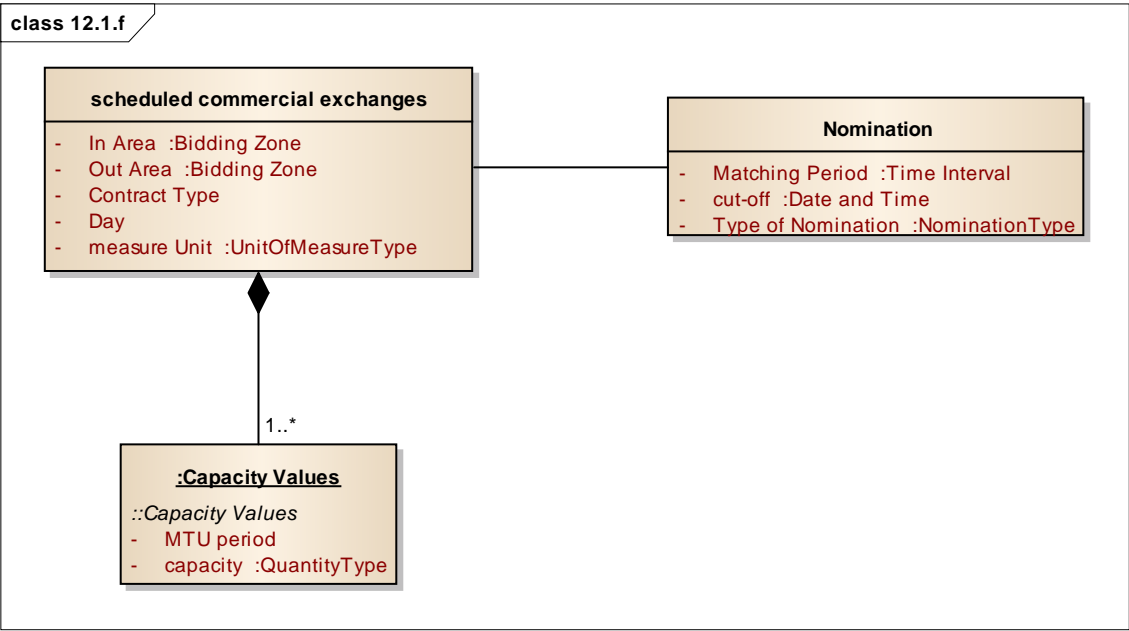 class 12.1.f
scheduled commercial exchanges
- In Area :Bidding Zone
- Out Area :Bidding Zone
- Contract Type
- Day
- measure Unit :UnitOfMeasureType
Nomination
- Matching Period :Time Interval
- cut-off :Date and Time
- Type of Nomination :NominationType
1..*
:Capacity Values
::Capacity Values
- MTU period
- capacity :QuantityType